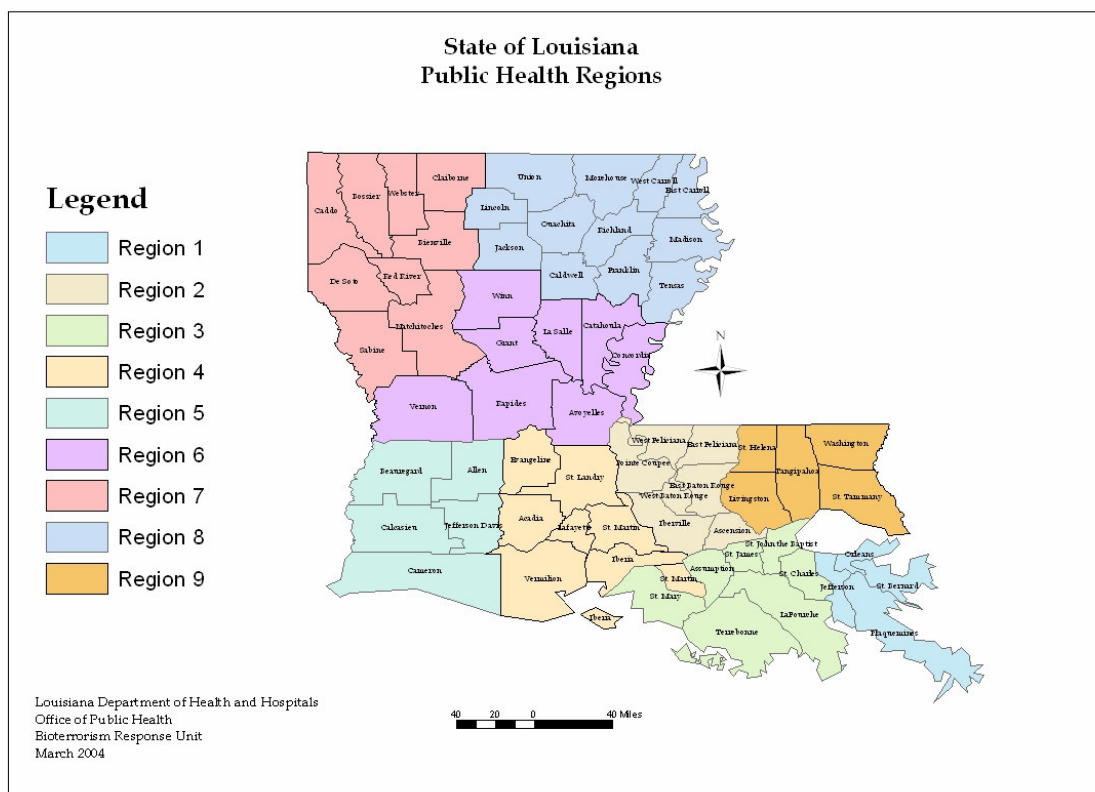 State of Louisiana
Public Health Regions
Legend
Region 1
Region 2
Region 3
Region 4
Region 5
Region 6
Region 7
Region 8
Region 9
Caddo
Bossier
Webster
Claiborne
Union
Morehouse
West Carroll
East Carroll
Lincoln
Ouachita
Richland
Madison
Bienville
Jackson
De Soto
Red River
Caldwell
Franklin
Tensas
Winn
Natchitoches
La Salle
Catahoula
Sabine
Grant
Concordia
N
Vernon
Rapides
Avoyelles
West Feliciana
East Feliciana
St. Helena
Washington
Beauregard
Allen
Evangeline
St. Landry
Pointe Coupee
Tangipahoa
East Baton Rouge
West Baton Rouge
Livingston
St. Tammany
Calcasieu
Jefferson Davis
Acadia
Lafayette
St. Martin
Iberville
Ascension
St. John the Baptist
St. James
Orleans
Cameron
Vermilion
Iberia
Assumption
St. Martin
St. Charles
Jefferson
St. Bernard
St. Mary
Iberia
LaFourche
Terrebonne
Plaquemines
Louisiana Department of Health and Hospitals
Office of Public Health
Bioterrorism Response Unit
March 2004
40 20 0 40 Miles